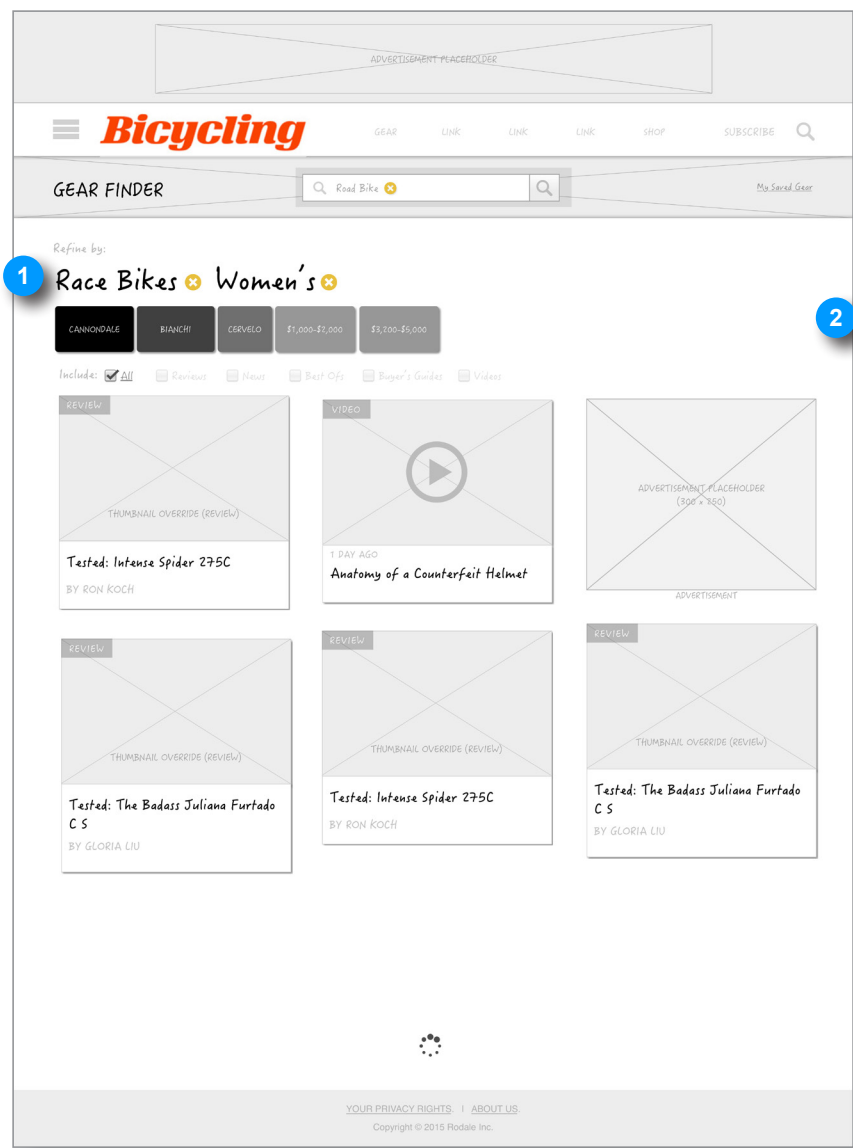 ADVERTISEMENT PLACEHOLDER
Bicycling GEAR LINK LINK LINK SHOP SUBSCRIBE
GEAR FINDER Road Bike My Saved Gear
Refine by:
1 Race Bikes Women's
CANNONDALE BIANCHI CERVELO $1,000-$2,000 $3,200-$5,000
2
Include: All Reviews News Best Ofs Buyer's Guides Videos
REVIEW
THUMBNAIL OVERRIDE (REVIEW)
Tested: Intense Spider 275C
BY RON KOCH
VIDEO
1 DAY AGO
Anatomy of a Counterfeit Helmet
ADVERTISEMENT PLACEHOLDER
(300 x 250)
ADVERTISEMENT
REVIEW
THUMBNAIL OVERRIDE (REVIEW)
Tested: The Badass Juliana Furtado
C S
BY GLORIA LIU
REVIEW
THUMBNAIL OVERRIDE (REVIEW)
Tested: Intense Spider 275C
BY RON KOCH
REVIEW
THUMBNAIL OVERRIDE (REVIEW)
Tested: The Badass Juliana Furtado
C S
BY GLORIA LIU
YOUR PRIVACY RIGHTS. | ABOUT US.
Copyright © 2015 Rodale Inc.